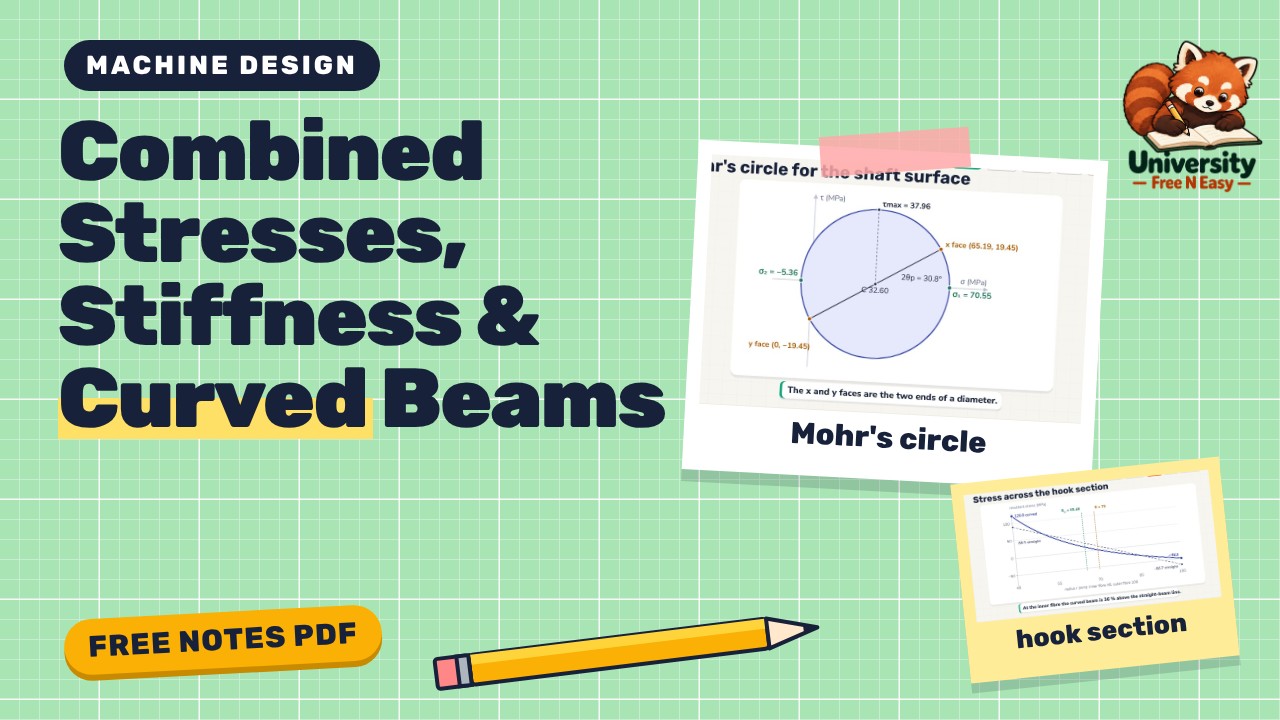 MACHINE DESIGN
Combined
Stresses,
Stiffness &
Curved Beams
FREE NOTES PDF
University
Free N Easy
r's circle for the shaft surface
τ (MPa)
τmax = 37.96
x face (65.19, 19.45)
2θp = 30.8°
σ₂ = −5.36
C 32.60
σ (MPa)
σ₁ = 70.55
y face (0, −19.45)
The x and y faces are the two ends of a diameter.
Mohr's circle
Stress across the hook section
At the inner fibre the curved beam is 30 % above the straight-beam line.
hook section